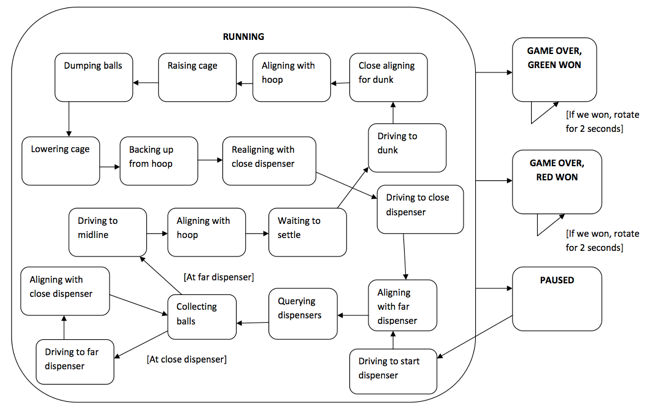 RUNNING
GAME OVER,
GREEN WON
[If we won, rotate
for 2 seconds]
Dumping balls
Raising cage
Aligning with
hoop
Close aligning
for dunk
Lowering cage
Backing up
from hoop
Realigning with
close dispenser
Driving to
dunk
GAME OVER,
RED WON
[If we won, rotate
for 2 seconds]
Driving to close
dispenser
Driving to
midline
Aligning with
hoop
Waiting to
settle
[At far dispenser]
Aligning with
close dispenser
Collecting
balls
Querying
dispensers
Aligning
with far
dispenser
PAUSED
Driving to far
dispenser
[At close dispenser]
Driving to start
dispenser